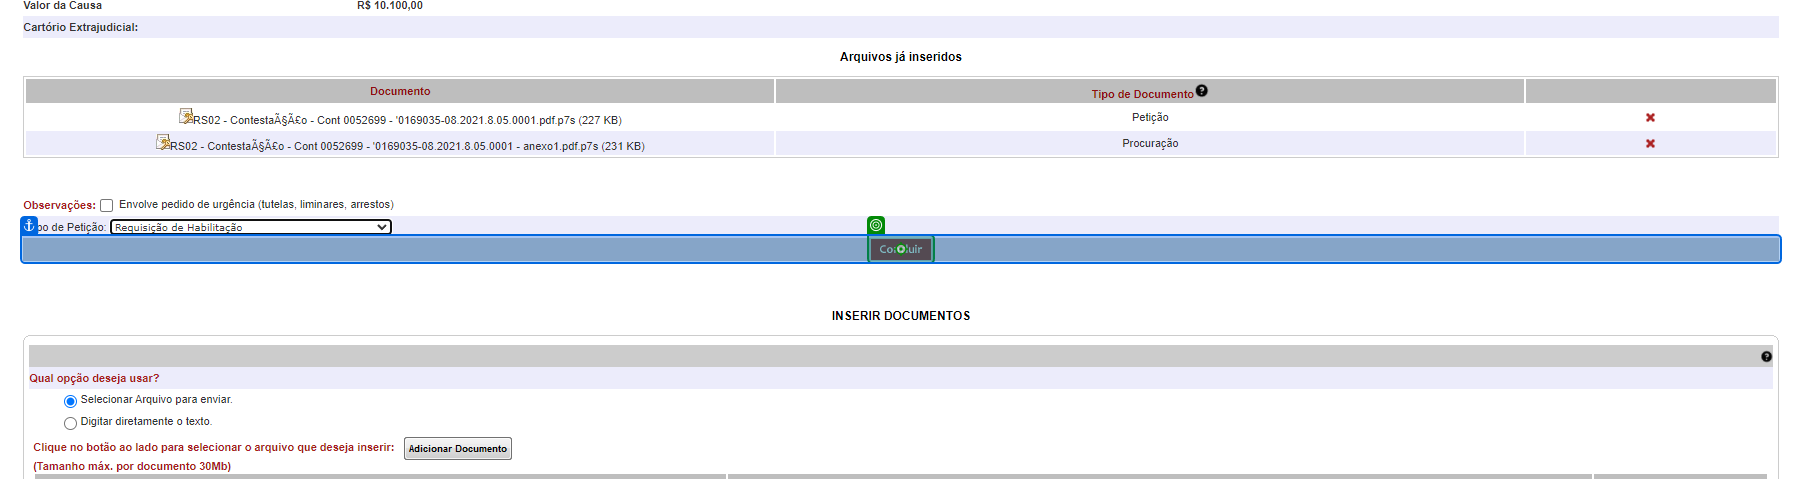 Valor da Causa R$ 10.100,00
Cartório Extrajudicial:
Arquivos já inseridos
Documento Tipo de Documento ?
RS02 - ContestaÃ§Ã£o - Cont 0052699 - '0169035-08.2021.8.05.0001.pdf.p7s (227 KB) Petição
RS02 - ContestaÃ§Ã£o - Cont 0052699 - '0169035-08.2021.8.05.0001 - anexo1.pdf.p7s (231 KB) Procuração
Observações: Envolve pedido de urgência (tutelas, liminares, arrestos)
po de Petição: Requisição de Habilitação
Concluir
INSERIR DOCUMENTOS
?
Qual opção deseja usar?
Selecionar Arquivo para enviar.
Digitar diretamente o texto.
Clique no botão ao lado para selecionar o arquivo que deseja inserir: Adicionar Documento
(Tamanho máx. por documento 30Mb)